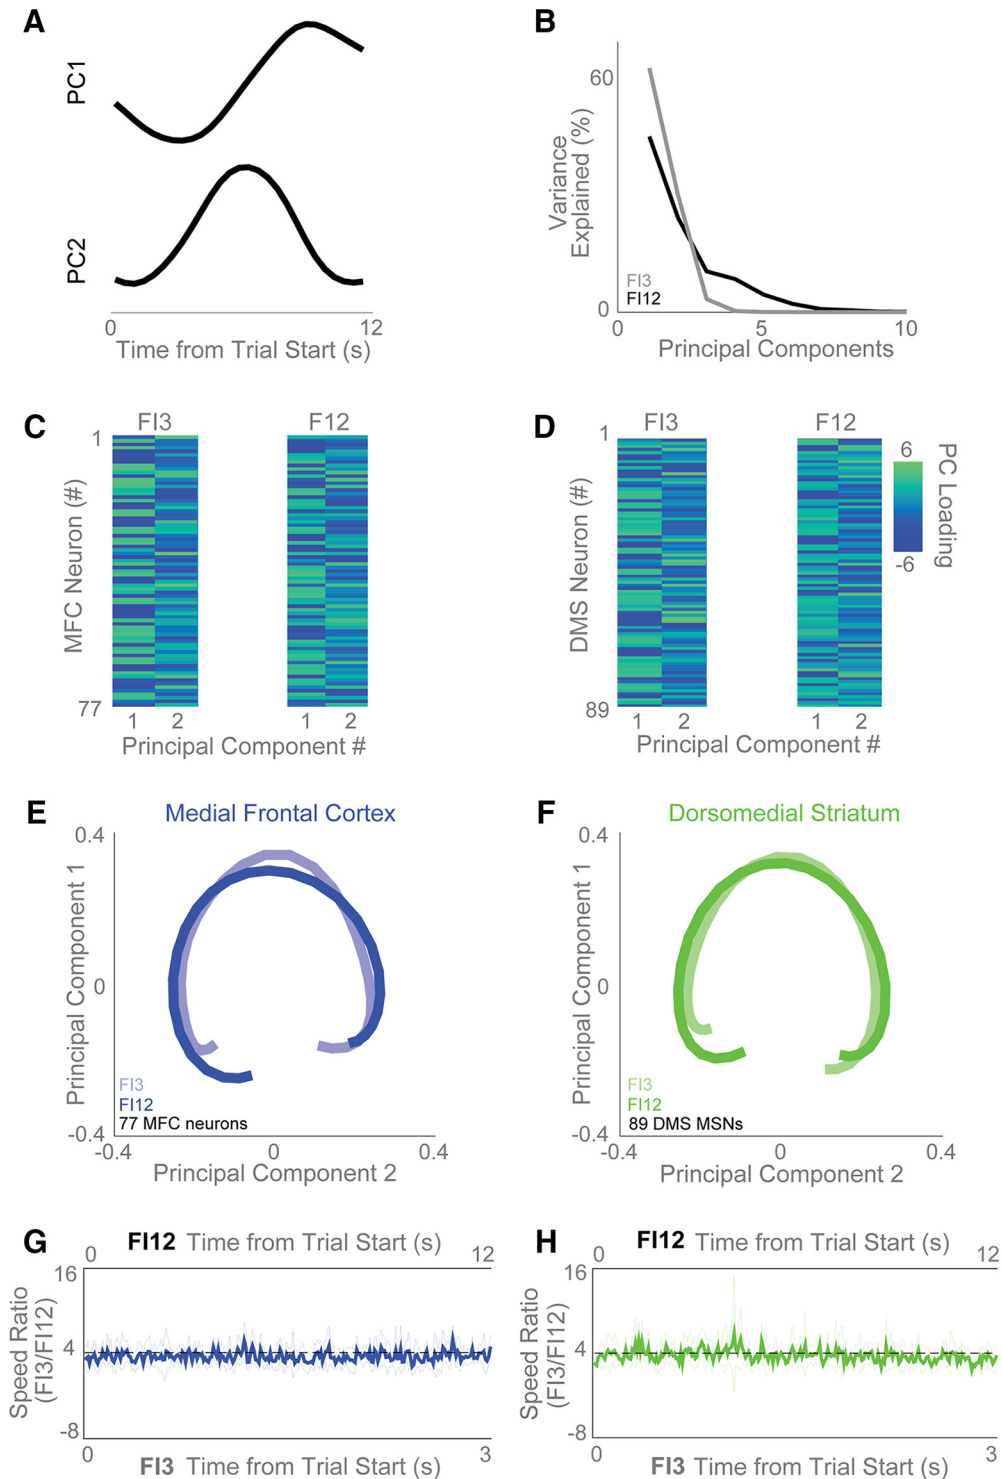 A
PC1
PC2
0
12
Time from Trial Start (s)
B
Variance
Explained (%)
60
0
FI3
FI12
0
5
10
Principal Components
C
FI3
F12
1
MFC Neuron (#)
77
1
2
1
2
Principal Component #
D
FI3
F12
1
DMS Neuron (#)
89
1
2
1
2
Principal Component #
6
-6
PC Loading
E
Medial Frontal Cortex
0.4
0
-0.4
Principal Component 1
FI3
FI12
77 MFC neurons
-0.4
0
0.4
Principal Component 2
F
Dorsomedial Striatum
0.4
0
-0.4
Principal Component 1
FI3
FI12
89 DMS MSNs
-0.4
0
0.4
Principal Component 2
G
0
FI12 Time from Trial Start (s)
12
16
4
-8
Speed Ratio
(FI3/FI12)
0
3
FI3 Time from Trial Start (s)
H
0
FI12 Time from Trial Start (s)
12
16
4
-8
Speed Ratio
(FI3/FI12)
0
3
FI3 Time from Trial Start (s)